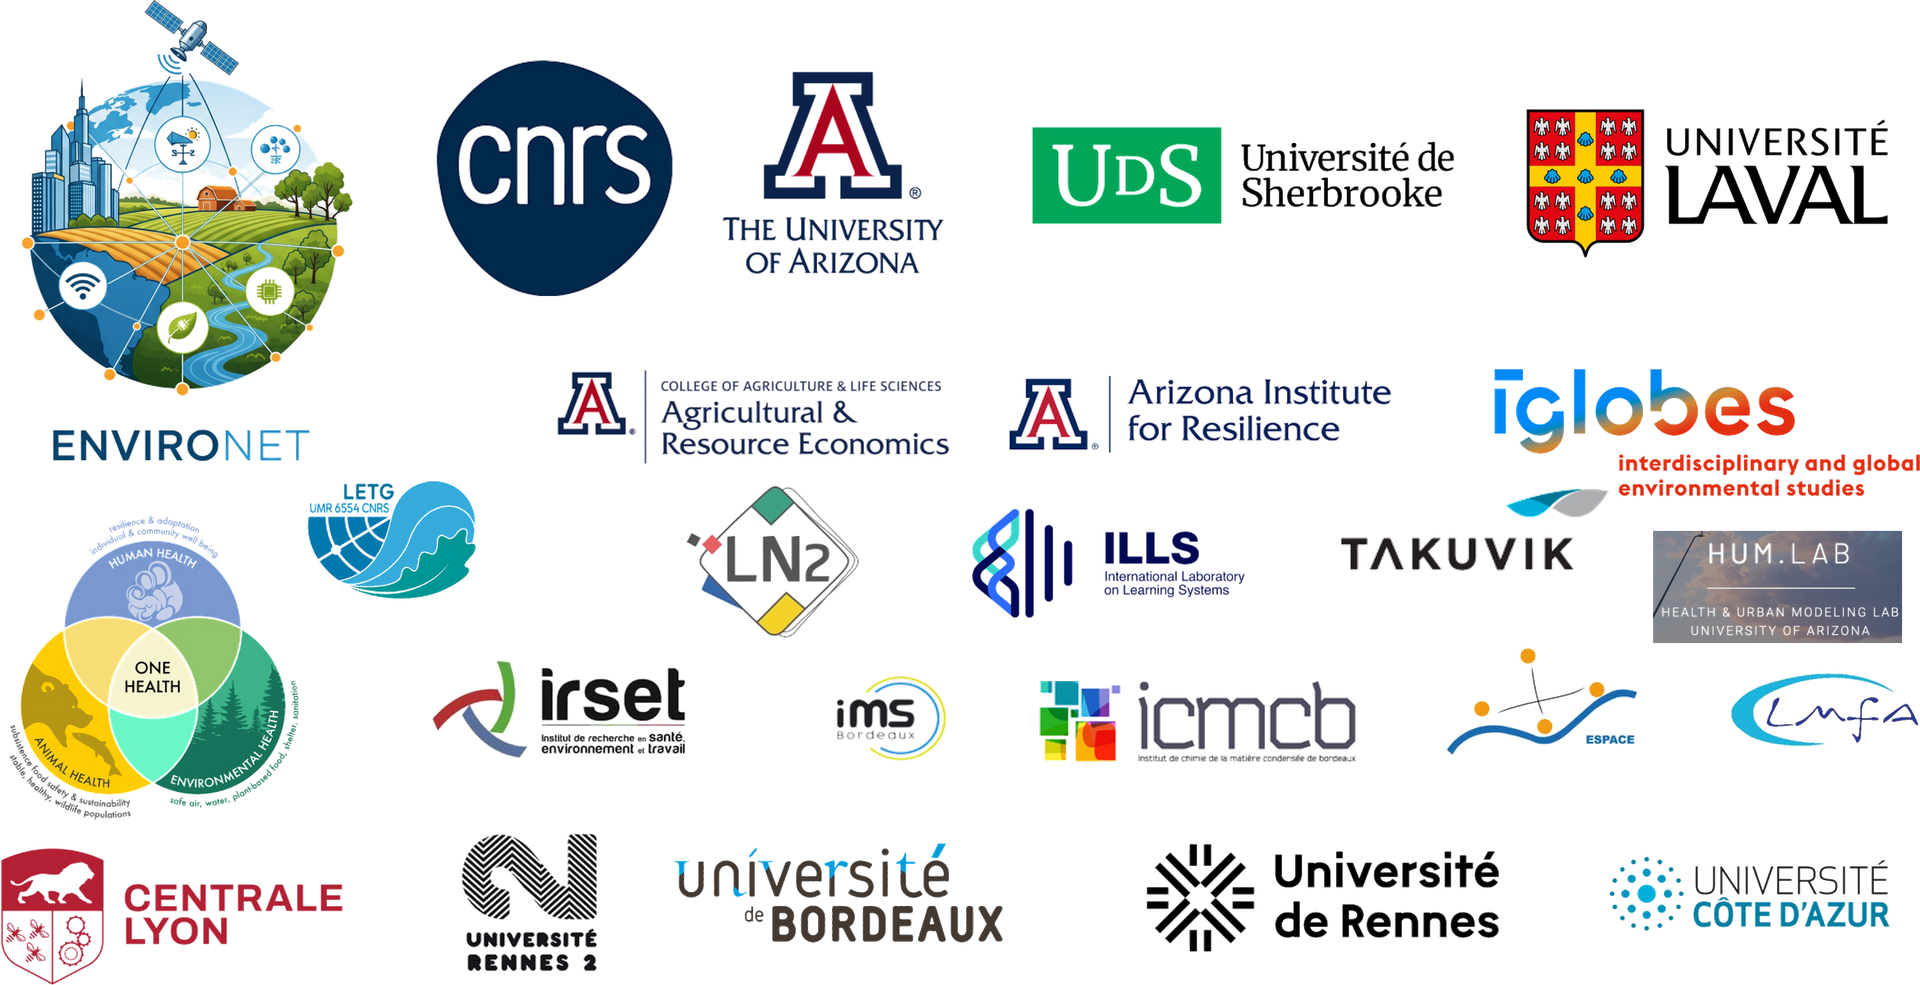 cnrs
A
®
THE UNIVERSITY
OF ARIZONA
UDS
Université de
Sherbrooke
UNIVERSITÉ
LAVAL
S Z
ENVIRONET
A
®
COLLEGE OF AGRICULTURE & LIFE SCIENCES
Agricultural &
Resource Economics
A
®
Arizona Institute
for Resilience
iglobes
interdisciplinary and global
environmental studies
LETG
UMR 6554 CNRS
LN2
ILLS
International Laboratory
on Learning Systems
TAKUVIK
HUM.LAB
HEALTH & URBAN MODELING LAB
UNIVERSITY OF ARIZONA
resilience & adaptation
individual & community well being
HUMAN HEALTH
ONE
HEALTH
ANIMAL HEALTH
subsistence food safety & sustainability
stable, healthy, wildlife populations
ENVIRONMENTAL HEALTH
safe air, water, plant-based food, shelter, sanitation
irset
Institut de recherche en santé,
environnement et travail
ims
Bordeaux
icmcb
Institut de chimie de la matière condensée de bordeaux
ESPACE
LMFA
CENTRALE
LYON
UNIVERSITÉ
RENNES 2
université
de BORDEAUX
Université
de Rennes
UNIVERSITÉ
CÔTE D'AZUR